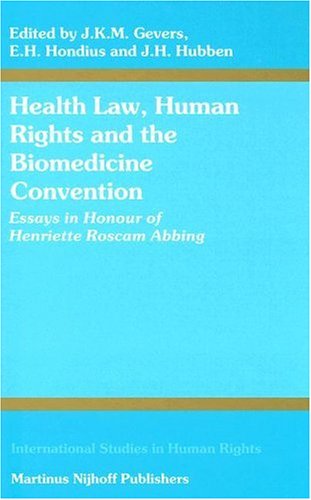 Edited by J.K.M. Gevers,
E.H. Hondius and J.H. Hubben
Health Law, Human
Rights and the
Biomedicine
Convention
Essays in Honour of
Henriette Roscam Abbing
International Studies in Human Rights
Martinus Nijhoff Publishers